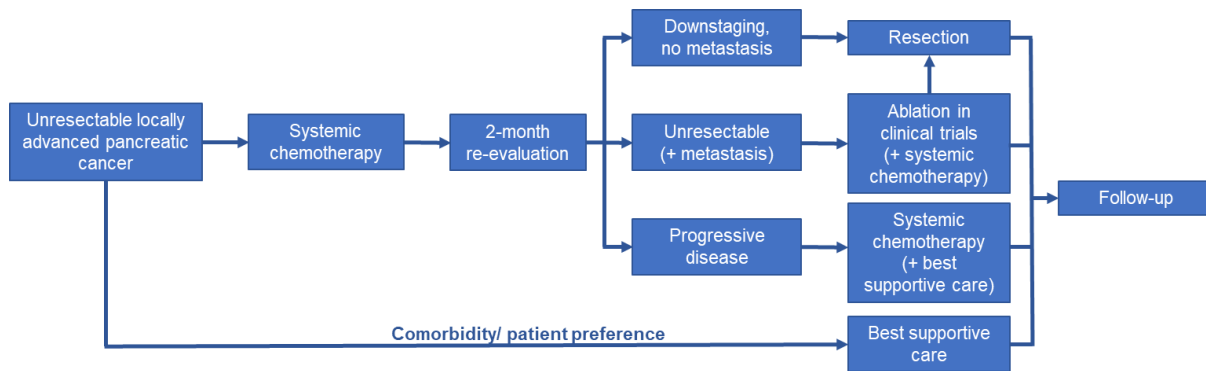 Unresectable locally
advanced pancreatic
cancer
Systemic
chemotherapy
2-month
re-evaluation
Downstaging,
no metastasis
Resection
Unresectable
(+ metastasis)
Ablation in
clinical trials
(+ systemic
chemotherapy)
Progressive
disease
Systemic
chemotherapy
(+ best
supportive care)
Follow-up
Comorbidity/ patient preference
Best supportive
care